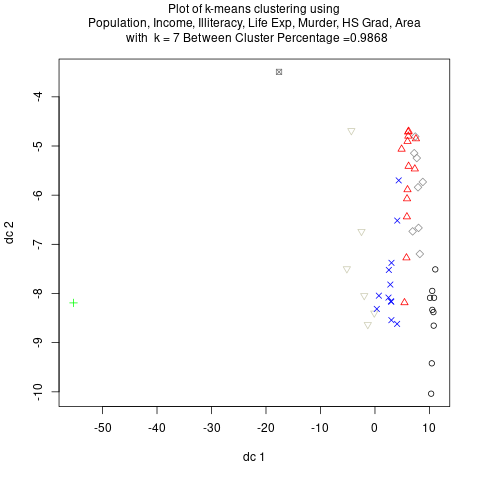 Plot of k-means clustering using
Population, Income, Illiteracy, Life Exp, Murder, HS Grad, Area
with k = 7 Between Cluster Percentage =0.9868
-4
-5
-6
-7
-8
-9
-10
dc 2
-50
-40
-30
-20
-10
0
10
dc 1